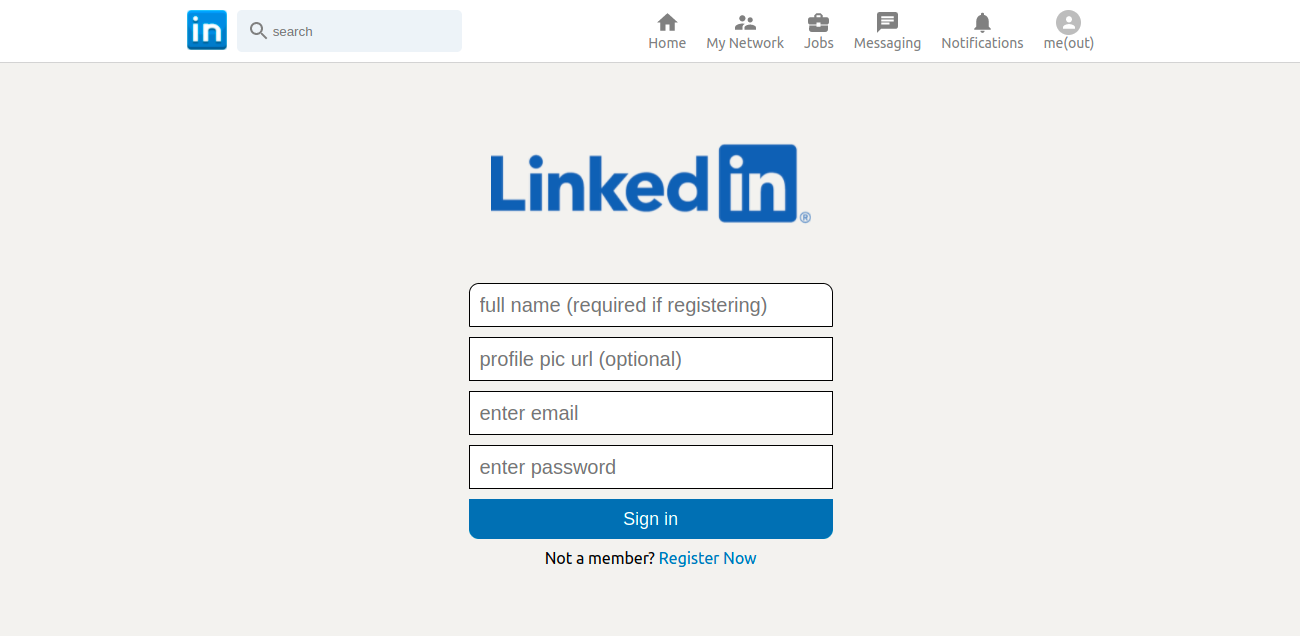 in search Home My Network Jobs Messaging Notifications me(out)
Linkedin®
full name (required if registering)
profile pic url (optional)
enter email
enter password
Sign in
Not a member? Register Now